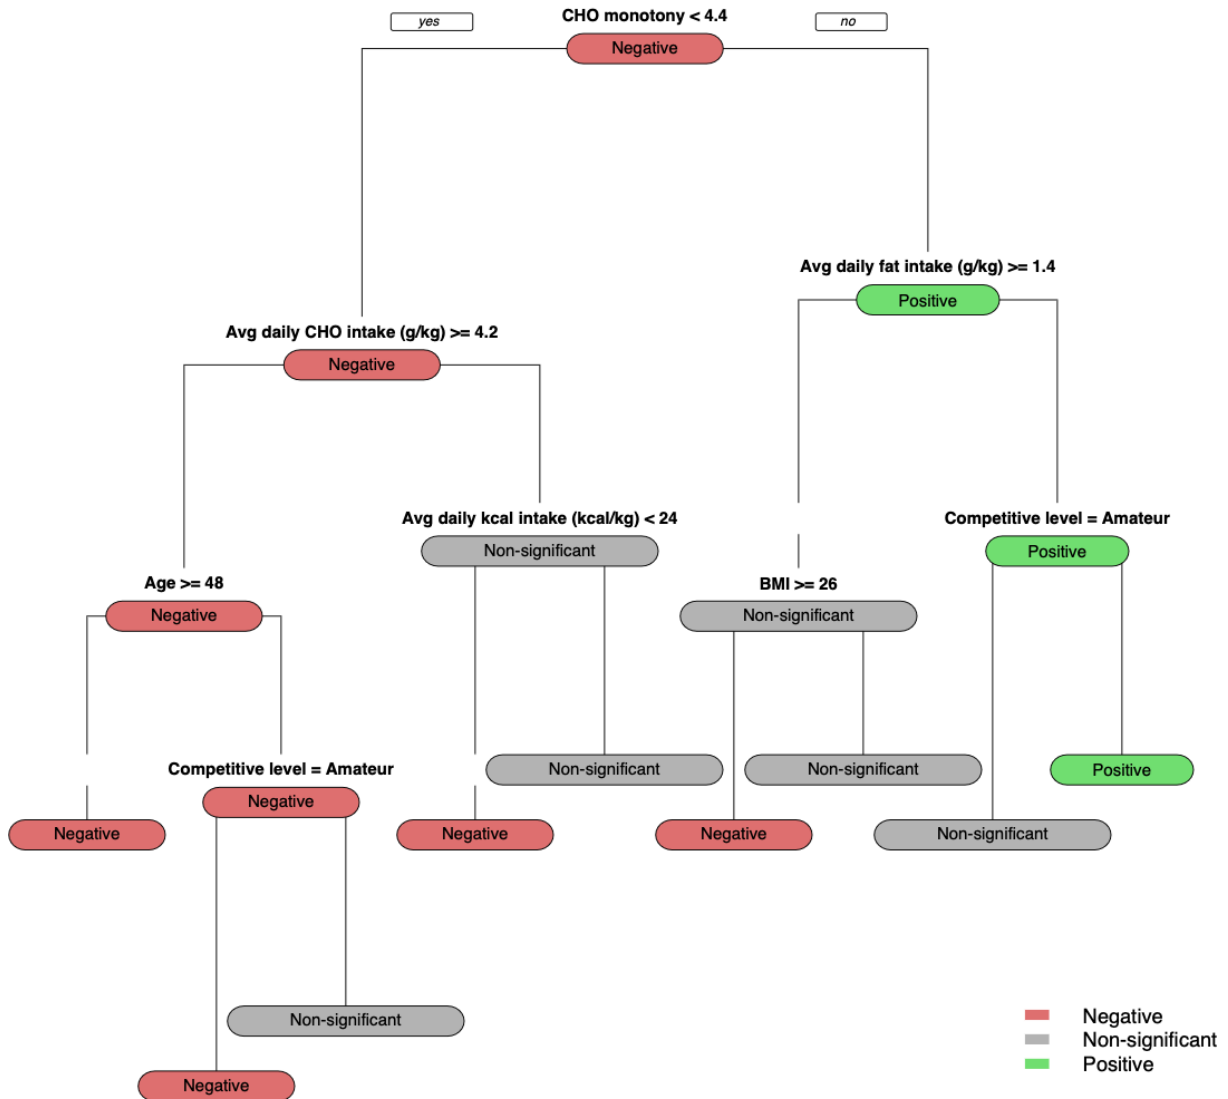 CHO monotony < 4.4
yes
no
Negative
Avg daily fat intake (g/kg) >= 1.4
Positive
Avg daily CHO intake (g/kg) >= 4.2
Negative
Avg daily kcal intake (kcal/kg) < 24
Non-significant
Competitive level = Amateur
Positive
Age >= 48
Negative
BMI >= 26
Non-significant
Competitive level = Amateur
Negative
Non-significant
Non-significant
Positive
Negative
Negative
Negative
Non-significant
Non-significant
Negative
Negative
Non-significant
Positive